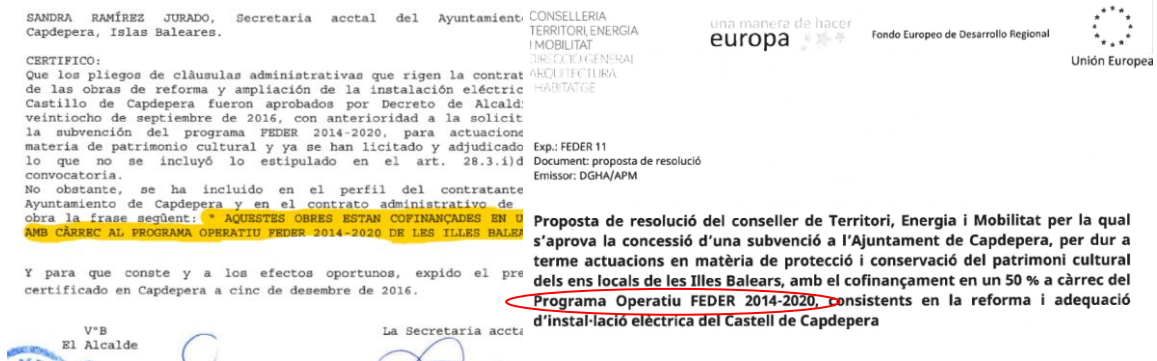 SANDRA RAMÍREZ JURADO, Secretaria acctal del
Capdepera, Islas Baleares.
CERTIFICO:
Que los pliegos de clàusulas administrativas que rigen la
de las obras de reforma y ampliación de la instalación
Castillo de Capdepera fueron aprobados por Decreto de
veintiocho de septiembre de 2016, con anterioridad a la
la subvención del programa FEDER 2014-2020, para
materia de patrimonio cultural y ya se han licitado y adjudicado
lo que no se incluyó lo estipulado en el art. 28.3.i)d
convocatoria.
No obstante, se ha incluido en el perfil del contratante
Ayuntamiento de Capdepera y en el contrato administrativo de
obra la frase següent: " AQUESTES OBRES ESTAN COFINANÇADES EN
AMB CÀRREC AL PROGRAMA OPERATIU FEDER 2014-2020 DE LES ILLES
Y para que conste y a los efectos oportunos, expido el
certificado en Capdepera a cinc de desembre de 2016.
VºB La Secretaria
El Alcalde
CONSELLERIA
TERRITORI, ENERGIA
I MOBILITAT
DIRECCIÓ GENERAL
ARQUITECTURA
I HABITATGE
una manera de hacer
europa
Fondo Europeo de Desarrollo Regional
Unión Europea
Exp.: FEDER 11
Document: proposta de resolució
Emissor: DGHA/APM
Proposta de resolució del conseller de Territori, Energia i Mobilitat per la qual
s'aprova la concessió d'una subvenció a l'Ajuntament de Capdepera, per dur a
terme actuacions en matèria de protecció i conservació del patrimoni cultural
dels ens locals de les Illes Balears, amb el cofinançament en un 50 % a càrrec del
Programa Operatiu FEDER 2014-2020, consistents en la reforma i adequació
d'instal·lació elèctrica del Castell de Capdepera